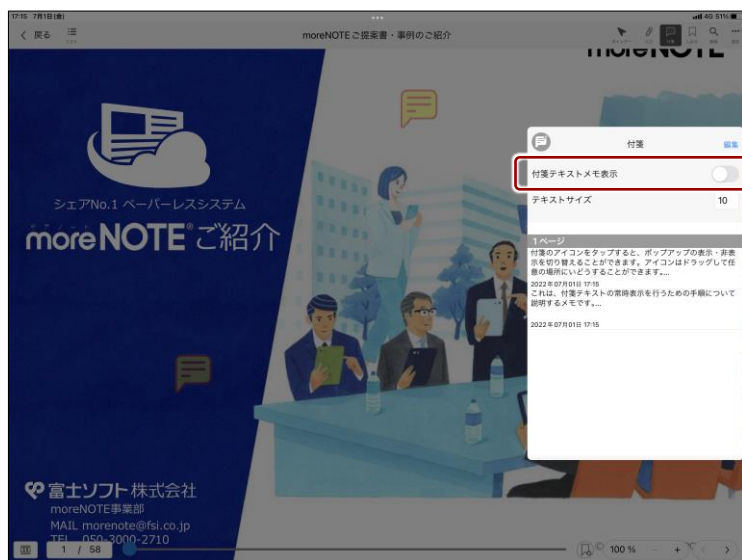 17:15 7月1日(金)
4G 51%
戻る
moreNOTE ご提案書・事例のご紹介
moreNOTE
付箋
編集
付箋テキストメモ表示
テキストサイズ 10
1 ページ
付箋のアイコンをタップすると、ポップアップの表示・非表
示を切り替えることができます。アイコンはドラッグして任
意の場所にいどうすることができます。...
2022年07月01日 17:15
これは、付箋テキストの常時表示を行うための手順について
説明するメモです。...
2022年07月01日 17:15
シェアNo.1 ペーパーレスシステム
moreNOTE®ご紹介
富士ソフト株式会社
moreNOTE事業部
MAIL morenote@fsi.co.jp
TEL 050-3000-2710
1 / 58
100 %